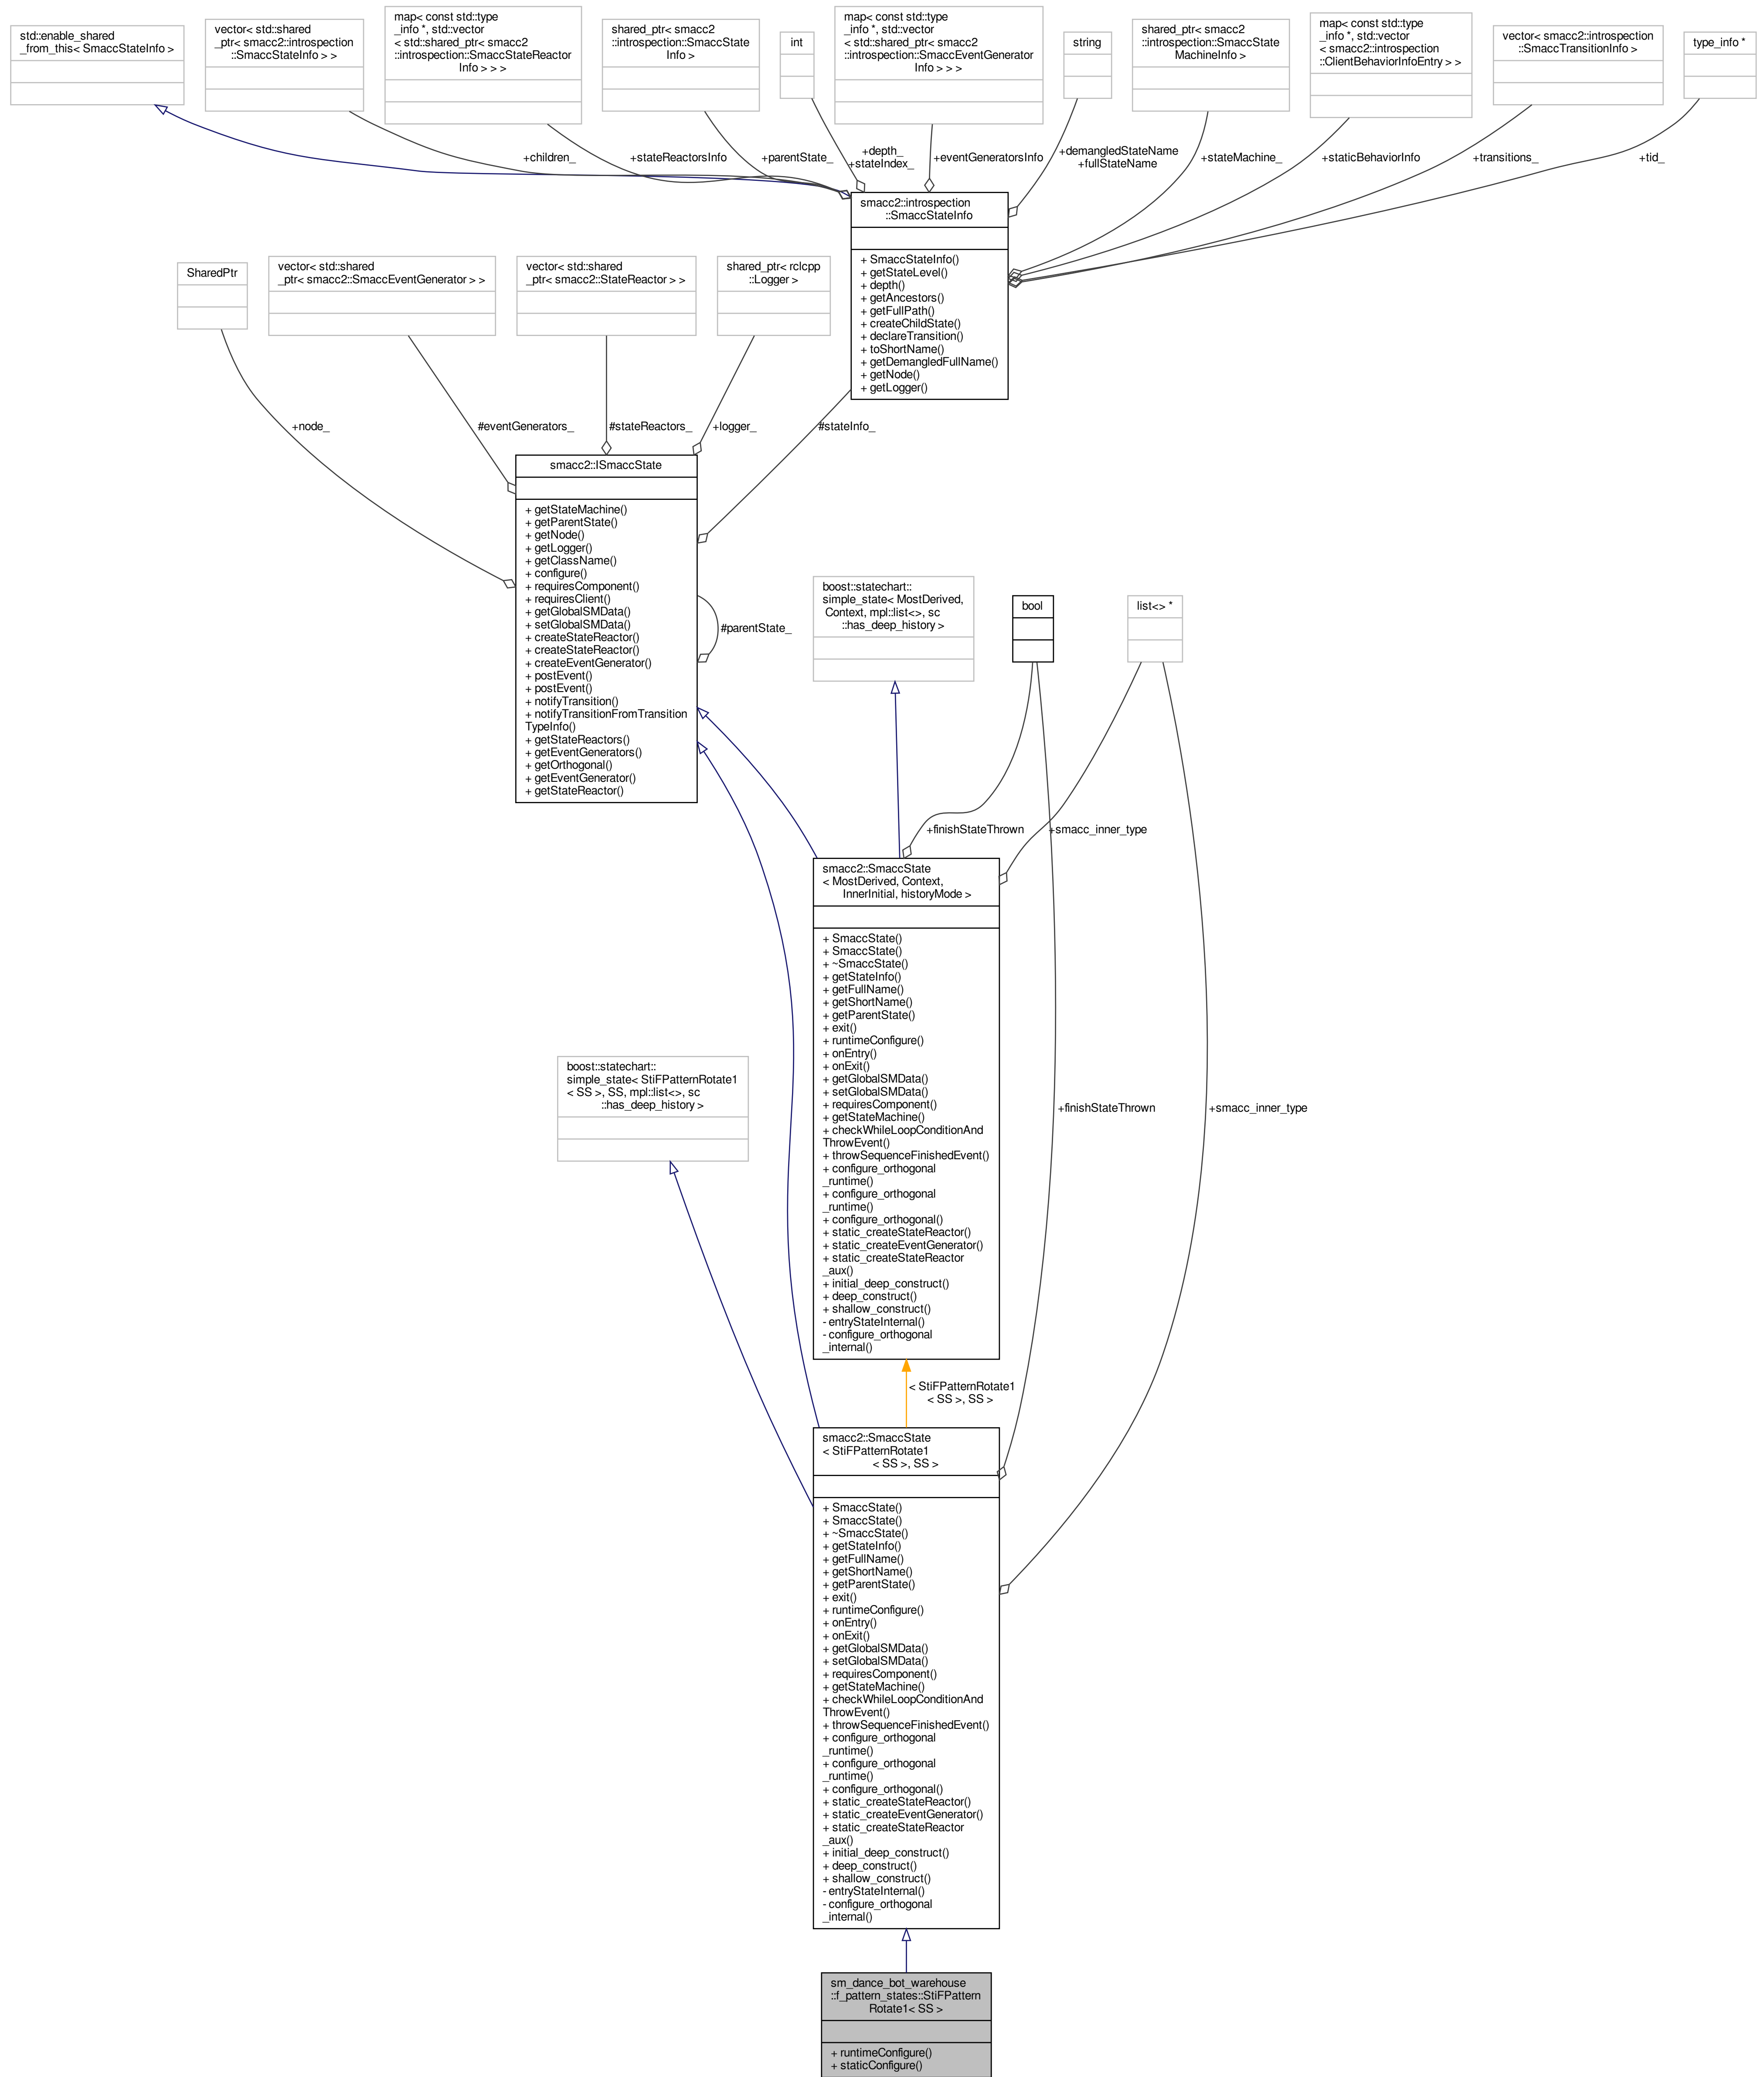 std::enable_shared
_from_this< SmaccStateInfo >
vector< std::shared
_ptr< smacc2::introspection
::SmaccStateInfo > >
map< const std::type
_info *, std::vector
< std::shared_ptr< smacc2
::introspection::SmaccStateReactor
Info > > >
shared_ptr< smacc2
::introspection::SmaccState
Info >
int
map< const std::type
_info *, std::vector
< std::shared_ptr< smacc2
::introspection::SmaccEventGenerator
Info > > >
string
shared_ptr< smacc2
::introspection::SmaccState
MachineInfo >
map< const std::type
_info *, std::vector
< smacc2::introspection
::ClientBehaviorInfoEntry > >
vector< smacc2::introspection
::SmaccTransitionInfo >
type_info *
+children_
+stateReactorsInfo
+parentState_
+depth_
+stateIndex_
+eventGeneratorsInfo
+demangledStateName
+fullStateName
+stateMachine_
+staticBehaviorInfo
+transitions_
+tid_
smacc2::introspection
::SmaccStateInfo
+ SmaccStateInfo()
+ getStateLevel()
+ depth()
+ getAncestors()
+ getFullPath()
+ createChildState()
+ declareTransition()
+ toShortName()
+ getDemangledFullName()
+ getNode()
+ getLogger()
SharedPtr
vector< std::shared
_ptr< smacc2::SmaccEventGenerator > >
vector< std::shared
_ptr< smacc2::StateReactor > >
shared_ptr< rclcpp
::Logger >
+node_
#eventGenerators_
#stateReactors_
+logger_
#stateInfo_
smacc2::ISmaccState
+ getStateMachine()
+ getParentState()
+ getNode()
+ getLogger()
+ getClassName()
+ configure()
+ requiresComponent()
+ requiresClient()
+ getGlobalSMData()
+ setGlobalSMData()
+ createStateReactor()
+ createStateReactor()
+ createEventGenerator()
+ postEvent()
+ postEvent()
+ notifyTransition()
+ notifyTransitionFromTransition
TypeInfo()
+ getStateReactors()
+ getEventGenerators()
+ getOrthogonal()
+ getEventGenerator()
+ getStateReactor()
#parentState_
boost::statechart::
simple_state< MostDerived,
Context, mpl::list<>, sc
::has_deep_history >
bool
list<> *
+finishStateThrown
+smacc_inner_type
smacc2::SmaccState
< MostDerived, Context,
InnerInitial, historyMode >
+ SmaccState()
+ SmaccState()
+ ~SmaccState()
+ getStateInfo()
+ getFullName()
+ getShortName()
+ getParentState()
+ exit()
+ runtimeConfigure()
+ onEntry()
+ onExit()
+ getGlobalSMData()
+ setGlobalSMData()
+ requiresComponent()
+ getStateMachine()
+ checkWhileLoopConditionAnd
ThrowEvent()
+ throwSequenceFinishedEvent()
+ configure_orthogonal
_runtime()
+ configure_orthogonal
_runtime()
+ configure_orthogonal()
+ static_createStateReactor()
+ static_createEventGenerator()
+ static_createStateReactor
_aux()
+ initial_deep_construct()
+ deep_construct()
+ shallow_construct()
- entryStateInternal()
- configure_orthogonal
_internal()
boost::statechart::
simple_state< StiFPatternRotate1
< SS >, SS, mpl::list<>, sc
::has_deep_history >
+finishStateThrown
+smacc_inner_type
< StiFPatternRotate1
< SS >, SS >
smacc2::SmaccState
< StiFPatternRotate1
< SS >, SS >
+ SmaccState()
+ SmaccState()
+ ~SmaccState()
+ getStateInfo()
+ getFullName()
+ getShortName()
+ getParentState()
+ exit()
+ runtimeConfigure()
+ onEntry()
+ onExit()
+ getGlobalSMData()
+ setGlobalSMData()
+ requiresComponent()
+ getStateMachine()
+ checkWhileLoopConditionAnd
ThrowEvent()
+ throwSequenceFinishedEvent()
+ configure_orthogonal
_runtime()
+ configure_orthogonal
_runtime()
+ configure_orthogonal()
+ static_createStateReactor()
+ static_createEventGenerator()
+ static_createStateReactor
_aux()
+ initial_deep_construct()
+ deep_construct()
+ shallow_construct()
- entryStateInternal()
- configure_orthogonal
_internal()
sm_dance_bot_warehouse
::f_pattern_states::StiFPattern
Rotate1< SS >
+ runtimeConfigure()
+ staticConfigure()